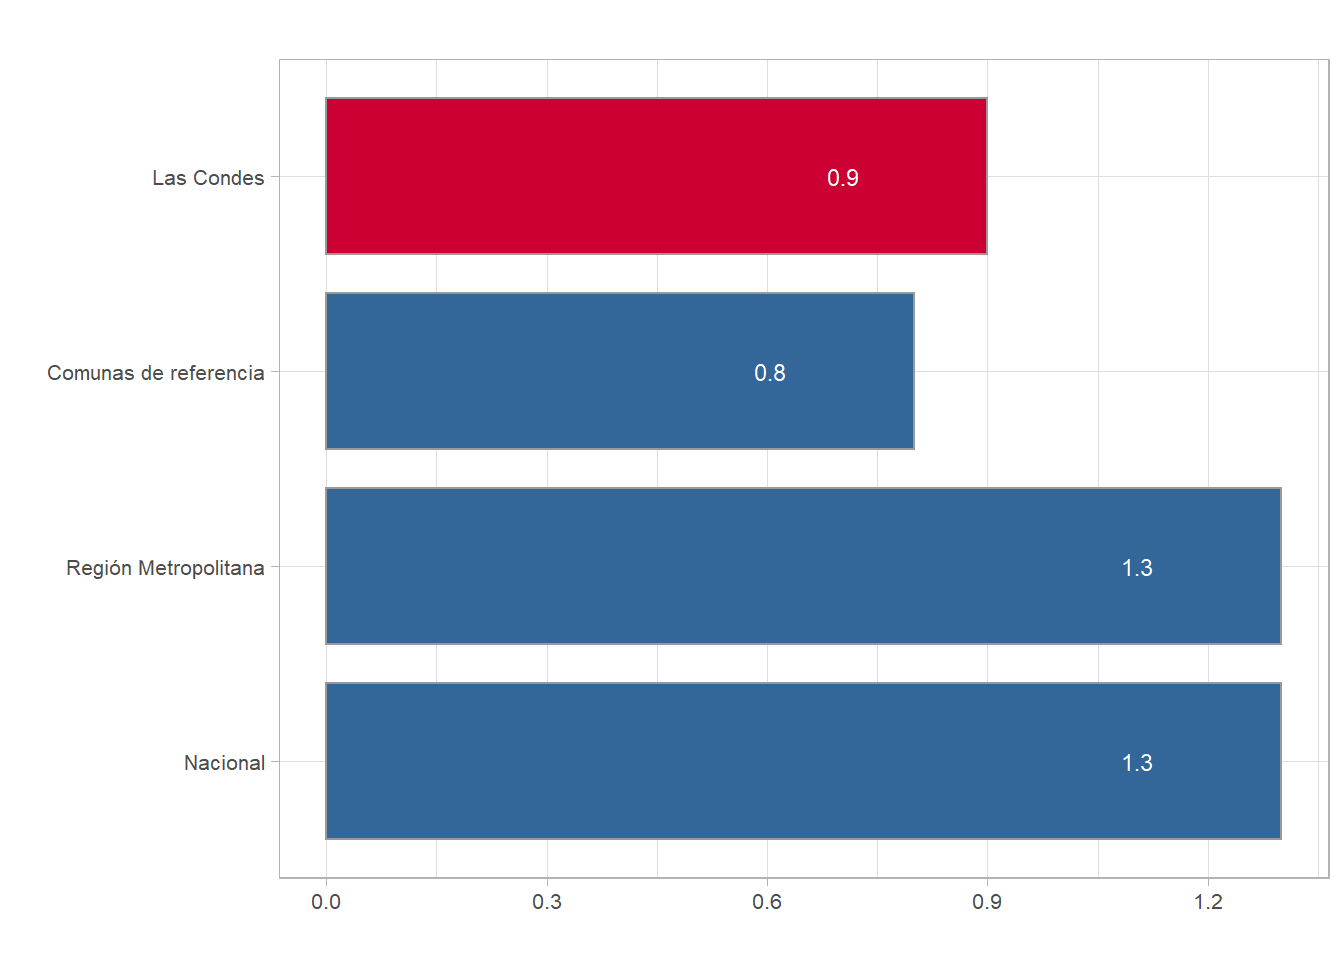 Las Condes
0.9
Comunas de referencia
0.8
Región Metropolitana
1.3
Nacional
1.3
0.0 0.3 0.6 0.9 1.2